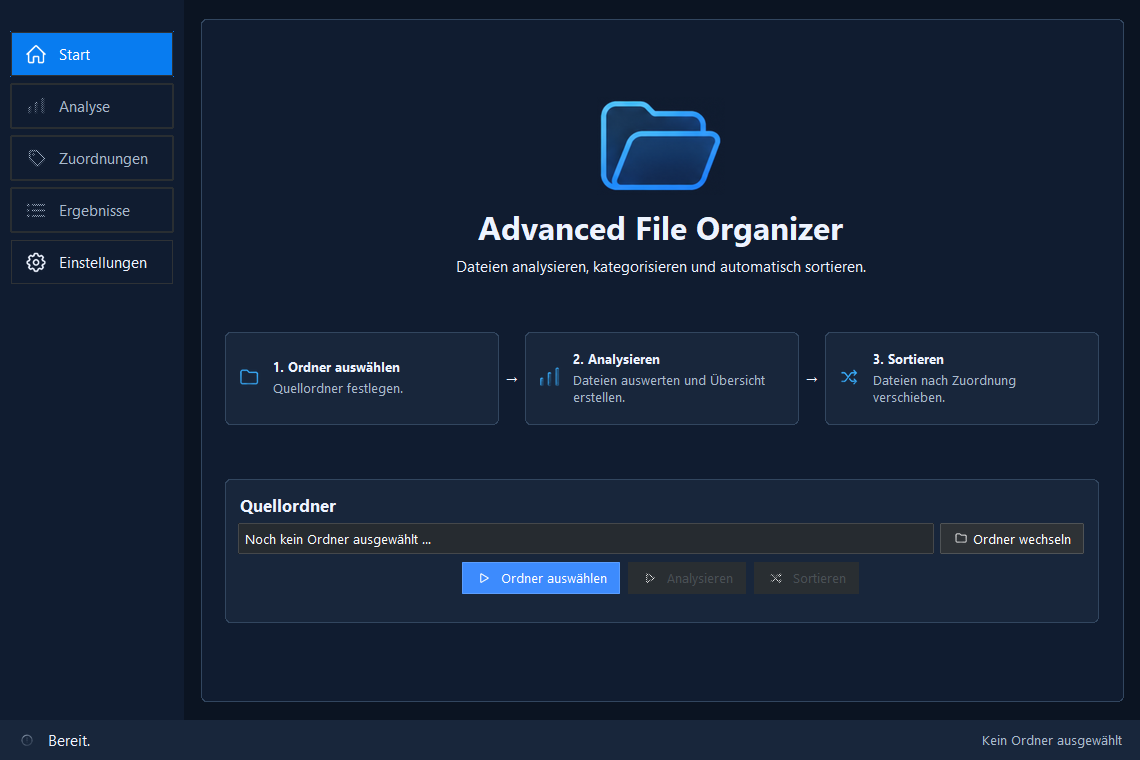 Start
Analyse
Zuordnungen
Ergebnisse
Einstellungen
Advanced File Organizer
Dateien analysieren, kategorisieren und automatisch sortieren.
1. Ordner auswählen
Quellordner festlegen.
→
2. Analysieren
Dateien auswerten und Übersicht
erstellen.
→
3. Sortieren
Dateien nach Zuordnung
verschieben.
Quellordner
Noch kein Ordner ausgewählt ...
Ordner wechseln
Ordner auswählen
Analysieren
Sortieren
Bereit.
Kein Ordner ausgewählt